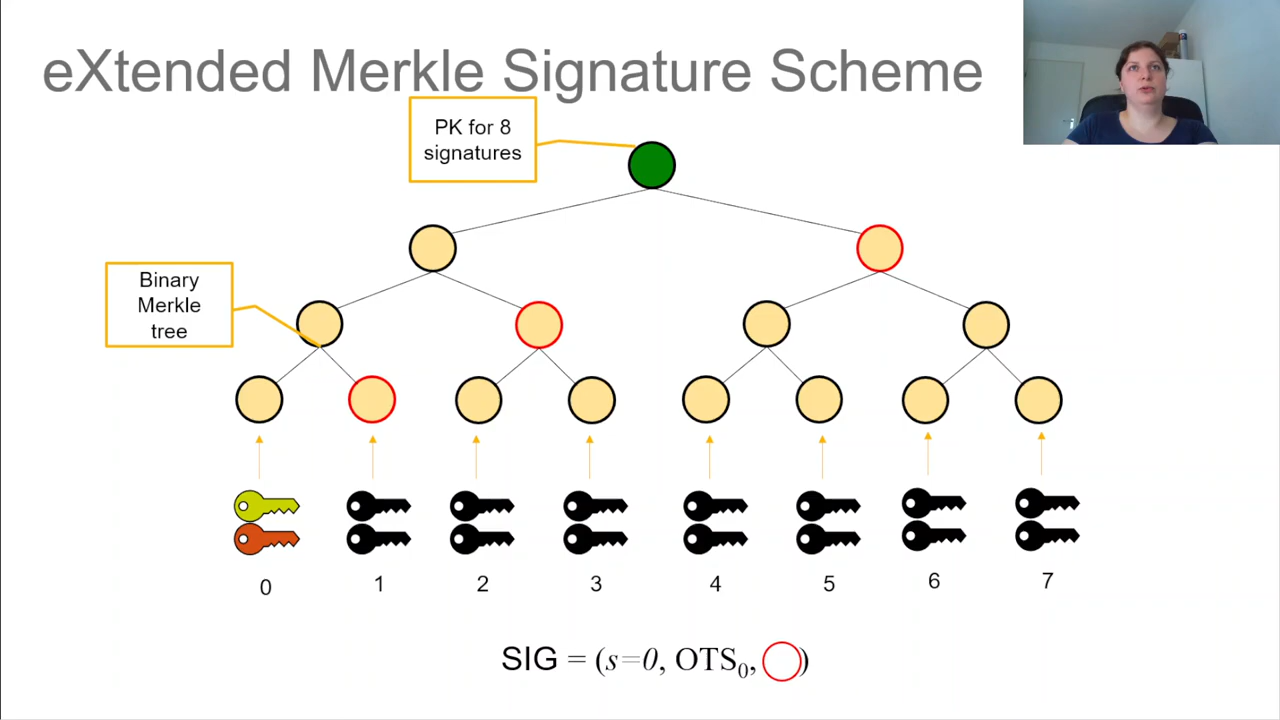 eXtended Merkle Signature Scheme
PK for 8
signatures
Binary
Merkle
tree
0 1 2 3 4 5 6 7
SIG = (s=0, OTS₀, )